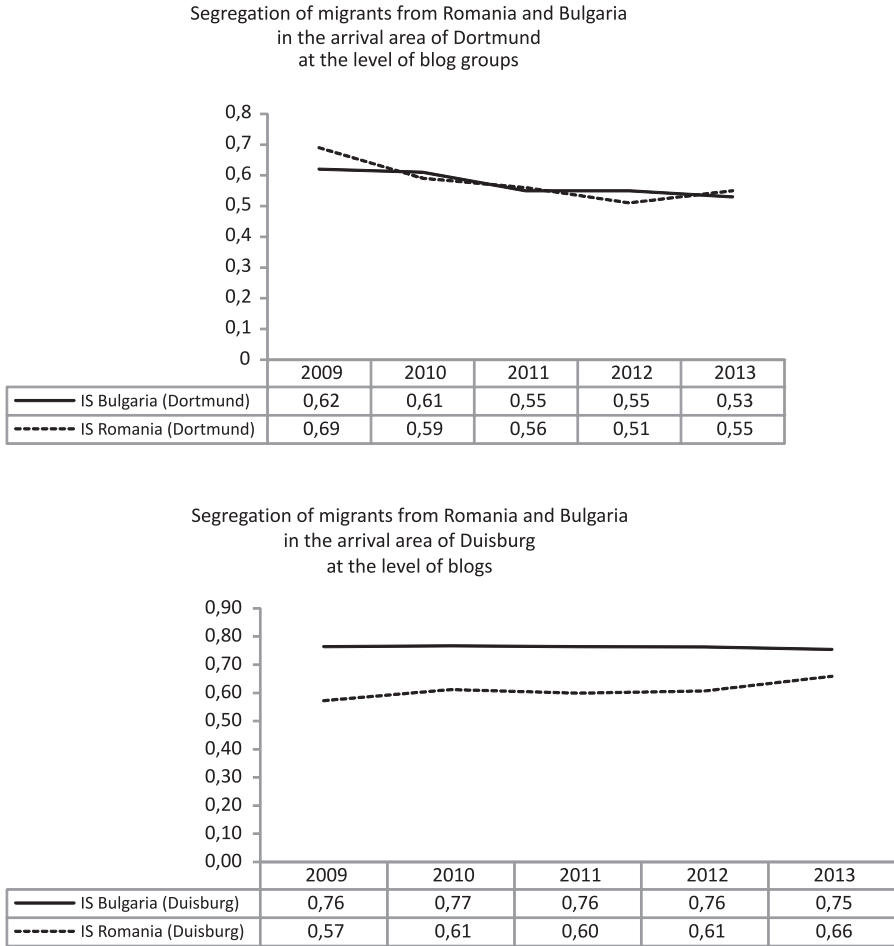 Segregation of migrants from Romania and Bulgaria
in the arrival area of Dortmund
at the level of blog groups
0,8
0,7
0,6
0,5
0,4
0,3
0,2
0,1
0
2009 2010 2011 2012 2013
IS Bulgaria (Dortmund) 0,62 0,61 0,55 0,55 0,53
IS Romania (Dortmund) 0,69 0,59 0,56 0,51 0,55
Segregation of migrants from Romania and Bulgaria
in the arrival area of Duisburg
at the level of blogs
0,90
0,80
0,70
0,60
0,50
0,40
0,30
0,20
0,10
0,00
2009 2010 2011 2012 2013
IS Bulgaria (Duisburg) 0,76 0,77 0,76 0,76 0,75
IS Romania (Duisburg) 0,57 0,61 0,60 0,61 0,66